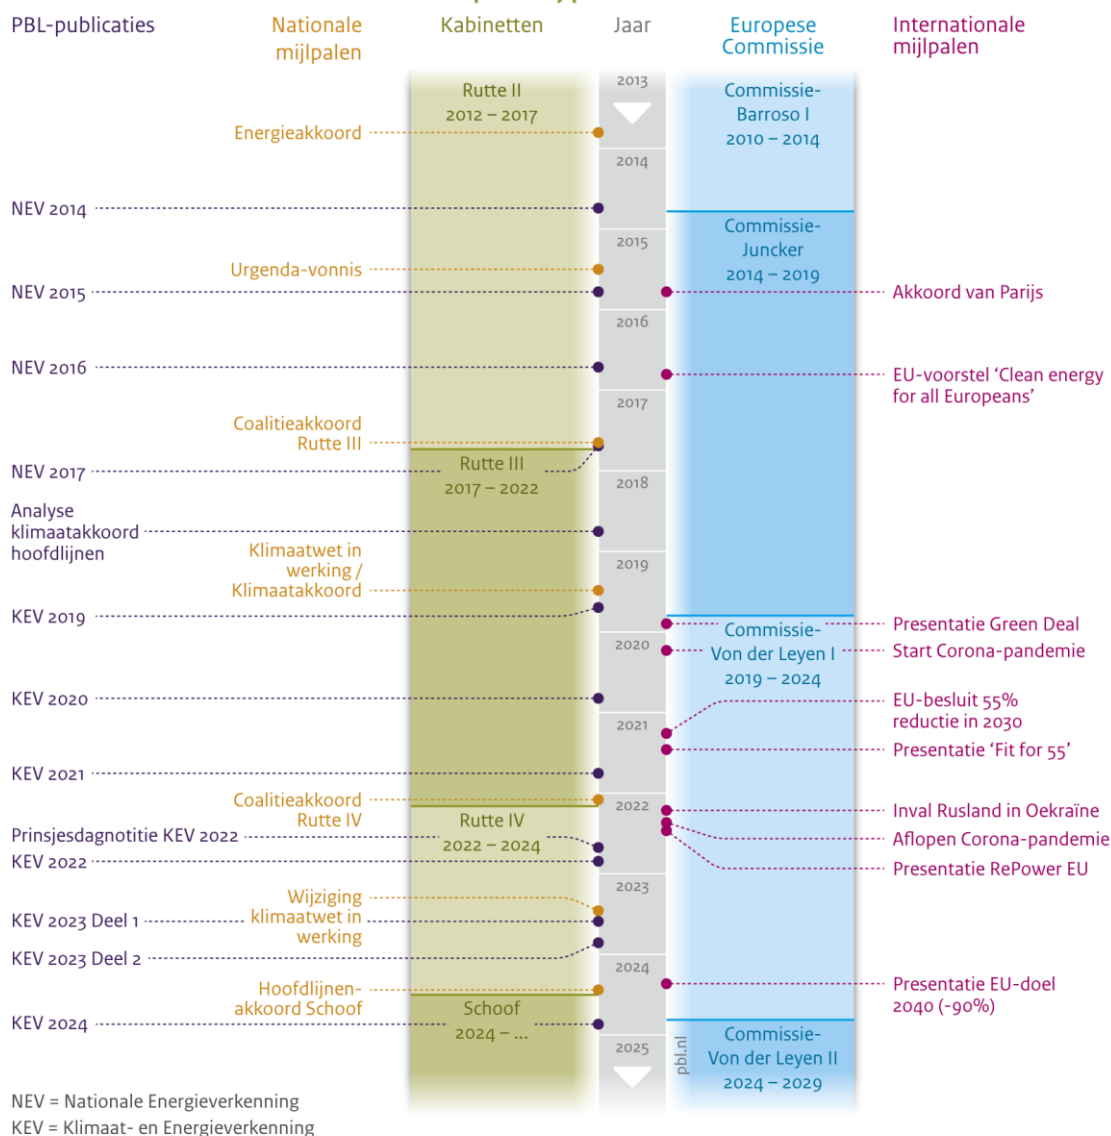 PBL-publicaties
Nationale
mijlpalen
Kabinetten
Jaar
Europese
Commissie
Internationale
mijlpalen
2013
Rutte II
2012 – 2017
Commissie-
Barroso I
2010 – 2014
Energieakkoord
2014
NEV 2014
Commissie-
Juncker
2014 – 2019
2015
Urgenda-vonnis
NEV 2015
Akkoord van Parijs
2016
NEV 2016
EU-voorstel ‘Clean energy
for all Europeans’
2017
Coalitieakkoord
Rutte III
NEV 2017
Rutte III
2017 – 2022
2018
Analyse
klimaatakkoord
hoofdlijnen
Klimaatwet in
werking /
Klimaatakkoord
2019
KEV 2019
Presentatie Green Deal
Commissie-
Von der Leyen I
2019 – 2024
2020
Start Corona-pandemie
KEV 2020
EU-besluit 55%
reductie in 2030
2021
Presentatie ‘Fit for 55’
KEV 2021
Coalitieakkoord
Rutte IV
2022
Inval Rusland in Oekraïne
Rutte IV
2022 – 2024
Prinsjesdagnotitie KEV 2022
Aflopen Corona-pandemie
KEV 2022
Presentatie RePower EU
2023
Wijziging
klimaatwet in
werking
KEV 2023 Deel 1
KEV 2023 Deel 2
2024
Hoofdlijnen-
akkoord Schoof
Presentatie EU-doel
2040 (-90%)
Schoof
2024 – ...
KEV 2024
2025
pbl.nl
Commissie-
Von der Leyen II
2024 – 2029
NEV = Nationale Energieverkenning
KEV = Klimaat- en Energieverkenning